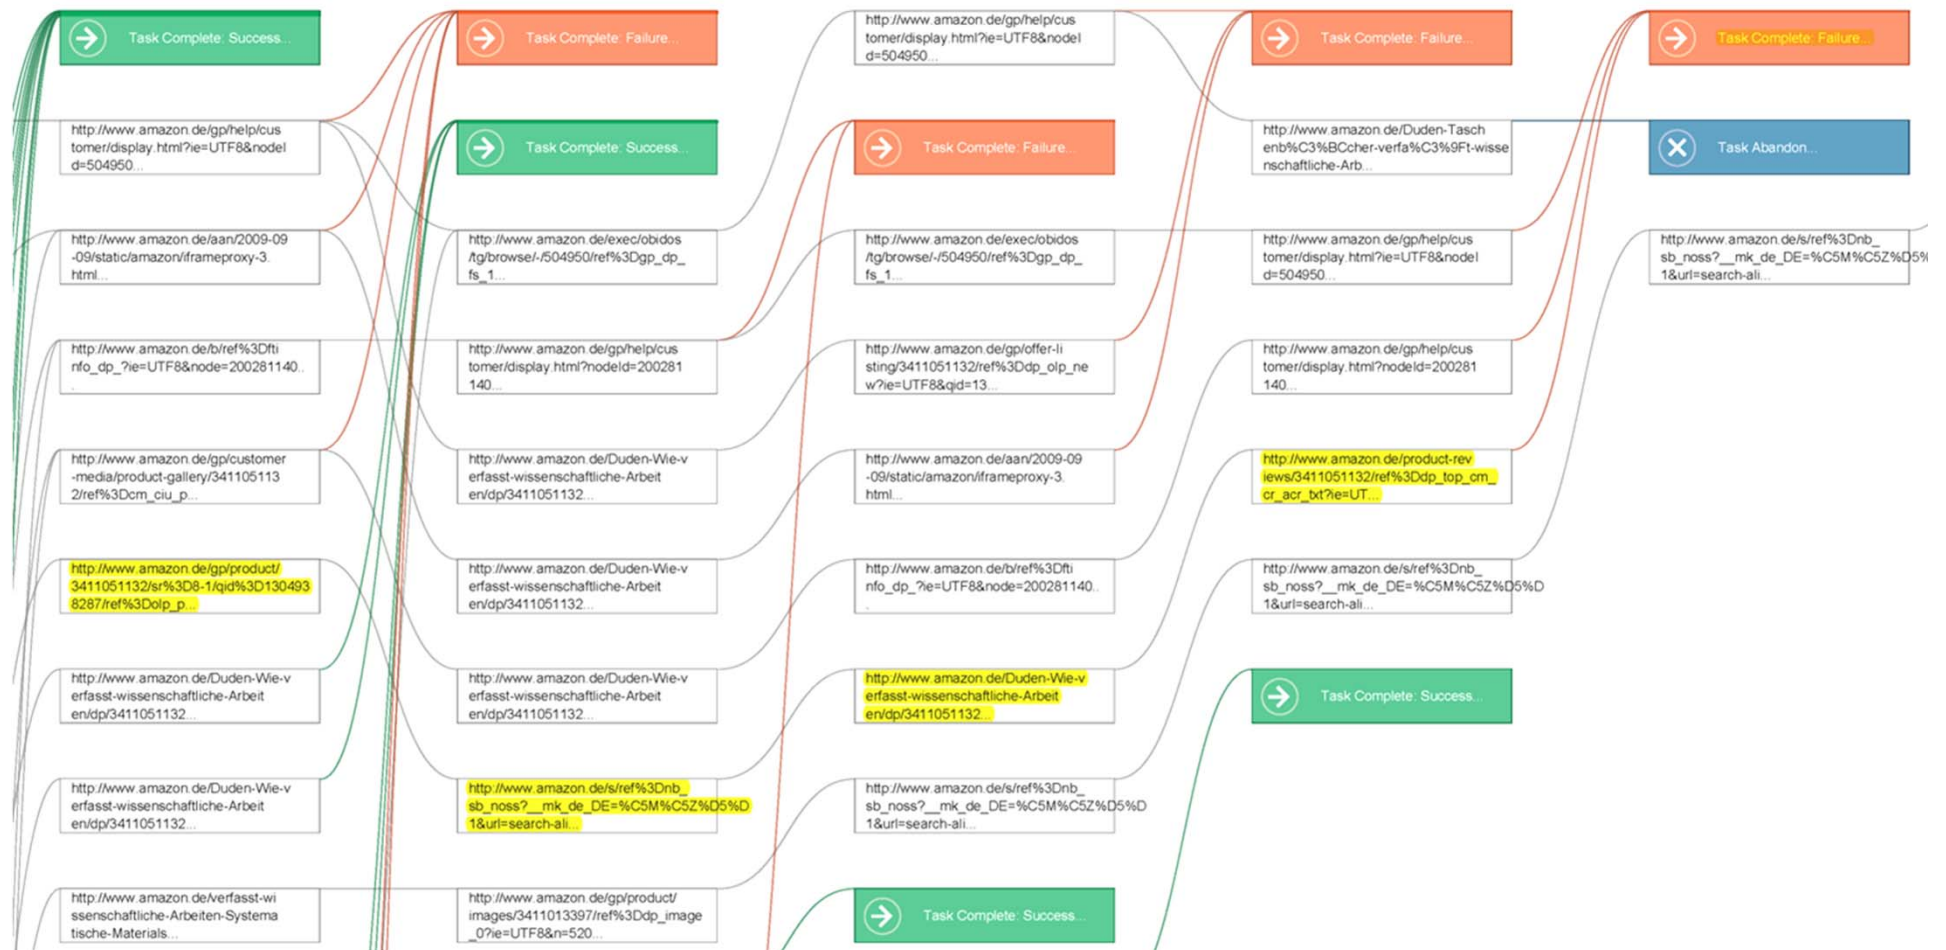 Task Complete: Success...
http://www.amazon.de/gp/help/cus
tomer/display.html?ie=UTF8&nodeI
d=504950...
http://www.amazon.de/aan/2009-09
-09/static/amazon/iframeproxy-3.
html...
http://www.amazon.de/b/ref%3Dfti
nfo_dp_?ie=UTF8&node=200281140..
.
http://www.amazon.de/gp/customer
-media/product-gallery/341105113
2/ref%3Dcm_ciu_p...
http://www.amazon.de/gp/product/
3411051132/sr%3D8-1/qid%3D130493
8287/ref%3Dolp_p...
http://www.amazon.de/Duden-Wie-v
erfasst-wissenschaftliche-Arbeit
en/dp/3411051132...
http://www.amazon.de/Duden-Wie-v
erfasst-wissenschaftliche-Arbeit
en/dp/3411051132...
http://www.amazon.de/verfasst-wi
ssenschaftliche-Arbeiten-Systema
tische-Materials...
Task Complete: Failure...
Task Complete: Success...
http://www.amazon.de/exec/obidos
/tg/browse/-/504950/ref%3Dgp_dp_
fs_1...
http://www.amazon.de/gp/help/cus
tomer/display.html?nodeId=200281
140...
http://www.amazon.de/Duden-Wie-v
erfasst-wissenschaftliche-Arbeit
en/dp/3411051132...
http://www.amazon.de/Duden-Wie-v
erfasst-wissenschaftliche-Arbeit
en/dp/3411051132...
http://www.amazon.de/Duden-Wie-v
erfasst-wissenschaftliche-Arbeit
en/dp/3411051132...
http://www.amazon.de/s/ref%3Dnb_
sb_noss?__mk_de_DE=%C5M%C5Z%D5%D
1&url=search-ali...
http://www.amazon.de/gp/product/
images/3411013397/ref%3Ddp_image
_0?ie=UTF8&n=520...
http://www.amazon.de/gp/help/cus
tomer/display.html?ie=UTF8&nodeI
d=504950...
Task Complete: Failure...
http://www.amazon.de/exec/obidos
/tg/browse/-/504950/ref%3Dgp_dp_
fs_1...
http://www.amazon.de/gp/offer-li
sting/3411051132/ref%3Ddp_olp_ne
w?ie=UTF8&qid=13...
http://www.amazon.de/aan/2009-09
-09/static/amazon/iframeproxy-3.
html...
http://www.amazon.de/b/ref%3Dfti
nfo_dp_?ie=UTF8&node=200281140..
.
http://www.amazon.de/Duden-Wie-v
erfasst-wissenschaftliche-Arbeit
en/dp/3411051132...
http://www.amazon.de/s/ref%3Dnb_
sb_noss?__mk_de_DE=%C5M%C5Z%D5%D
1&url=search-ali...
Task Complete: Success...
Task Complete: Failure...
http://www.amazon.de/Duden-Tasch
enb%C3%BCcher-verfa%C3%9Ft-wisse
nschaftliche-Arb...
http://www.amazon.de/gp/help/cus
tomer/display.html?ie=UTF8&nodeI
d=504950...
http://www.amazon.de/gp/help/cus
tomer/display.html?nodeId=200281
140...
http://www.amazon.de/product-rev
iews/3411051132/ref%3Ddp_top_cm_
cr_acr_txt?ie=UT...
http://www.amazon.de/s/ref%3Dnb_
sb_noss?__mk_de_DE=%C5M%C5Z%D5%D
1&url=search-ali...
Task Complete: Success...
Task Complete: Failure...
Task Abandon...
http://www.amazon.de/s/ref%3Dnb_
sb_noss?__mk_de_DE=%C5M%C5Z%D5%
1&url=search-ali...